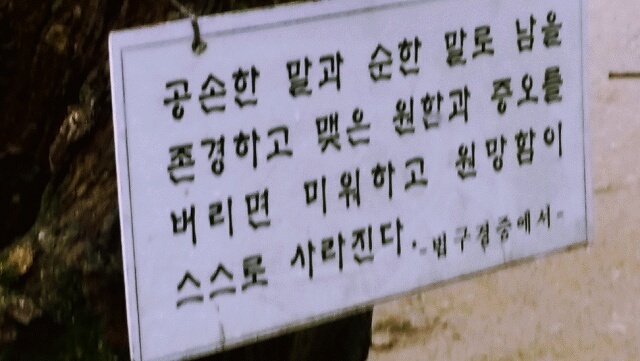 공손한 말과 순한 말로 남을
존경하고 맺은 원한과 증오를
버리면 미워하고 원망함이
스스로 사라진다. -법구경중에서-